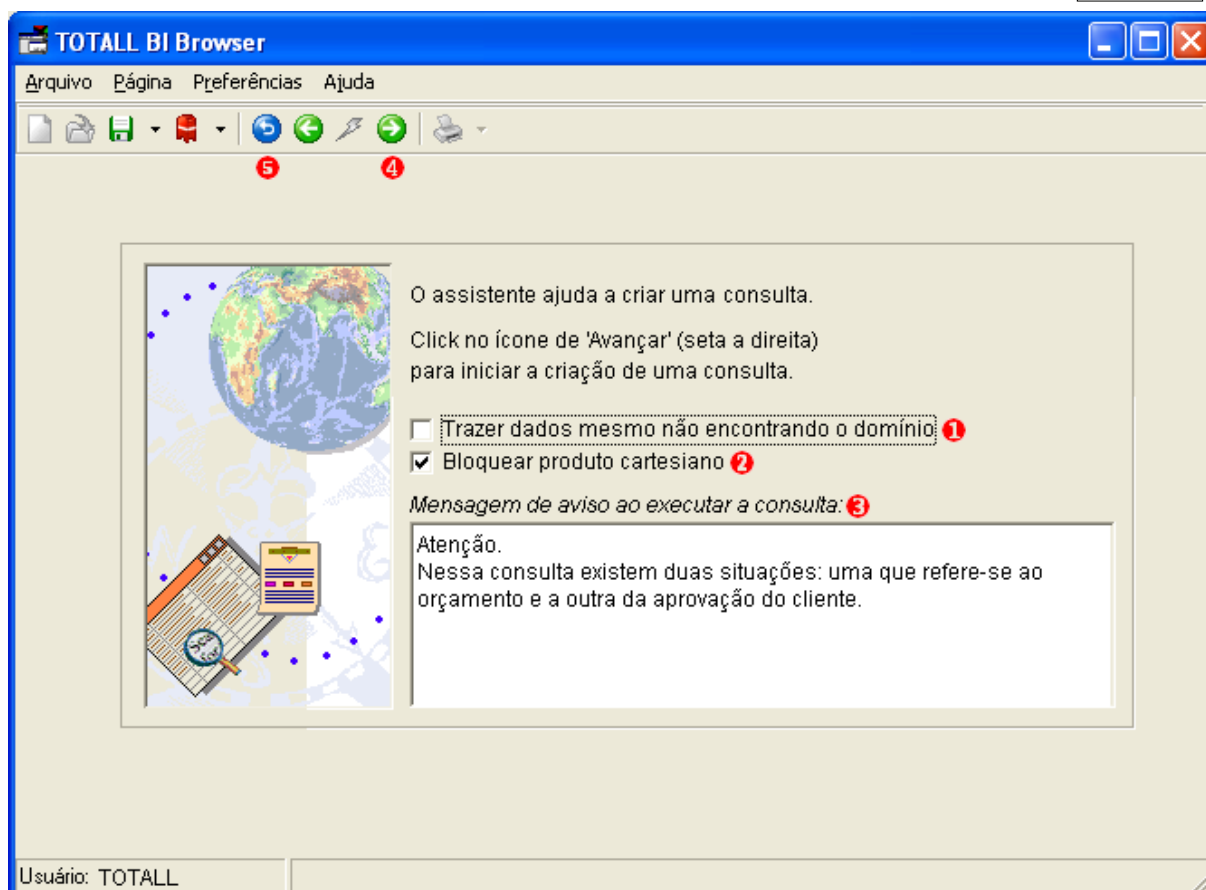 TOTALL BI Browser
Arquivo Página Preferências Ajuda
5 4
O assistente ajuda a criar uma consulta.
Click no ícone de 'Avançar' (seta a direita)
para iniciar a criação de uma consulta.
Trazer dados mesmo não encontrando o domínio 1
Bloquear produto cartesiano 2
Mensagem de aviso ao executar a consulta: 3
Atenção.
Nessa consulta existem duas situações: uma que refere-se ao
orçamento e a outra da aprovação do cliente.
Usuário: TOTALL